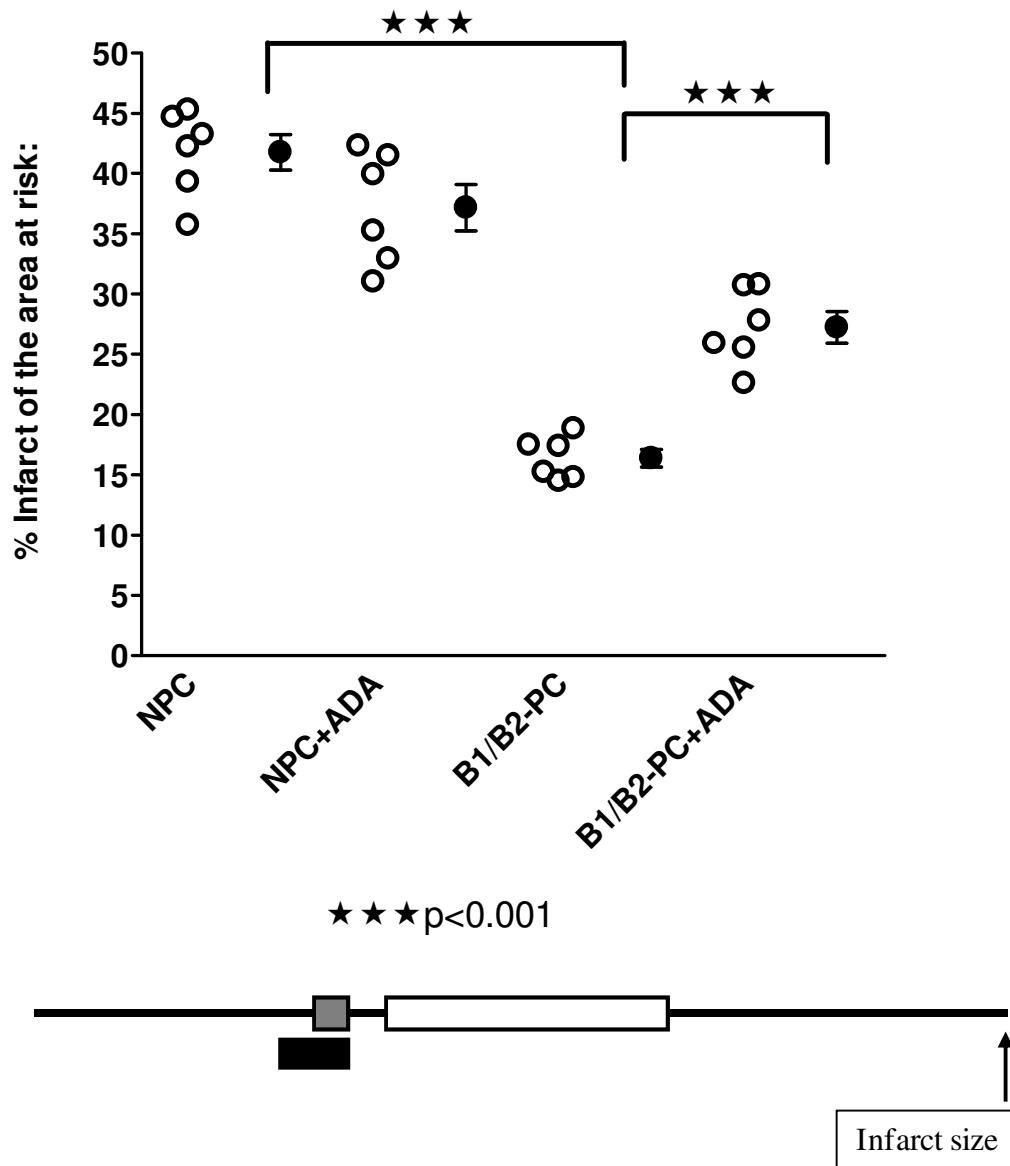 ★★★
★★★
% Infarct of the area at risk:
50
45
40
35
30
25
20
15
10
5
0
NPC
NPC+ADA
B1/B2-PC
B1/B2-PC+ADA
★★★p<0.001
Infarct size